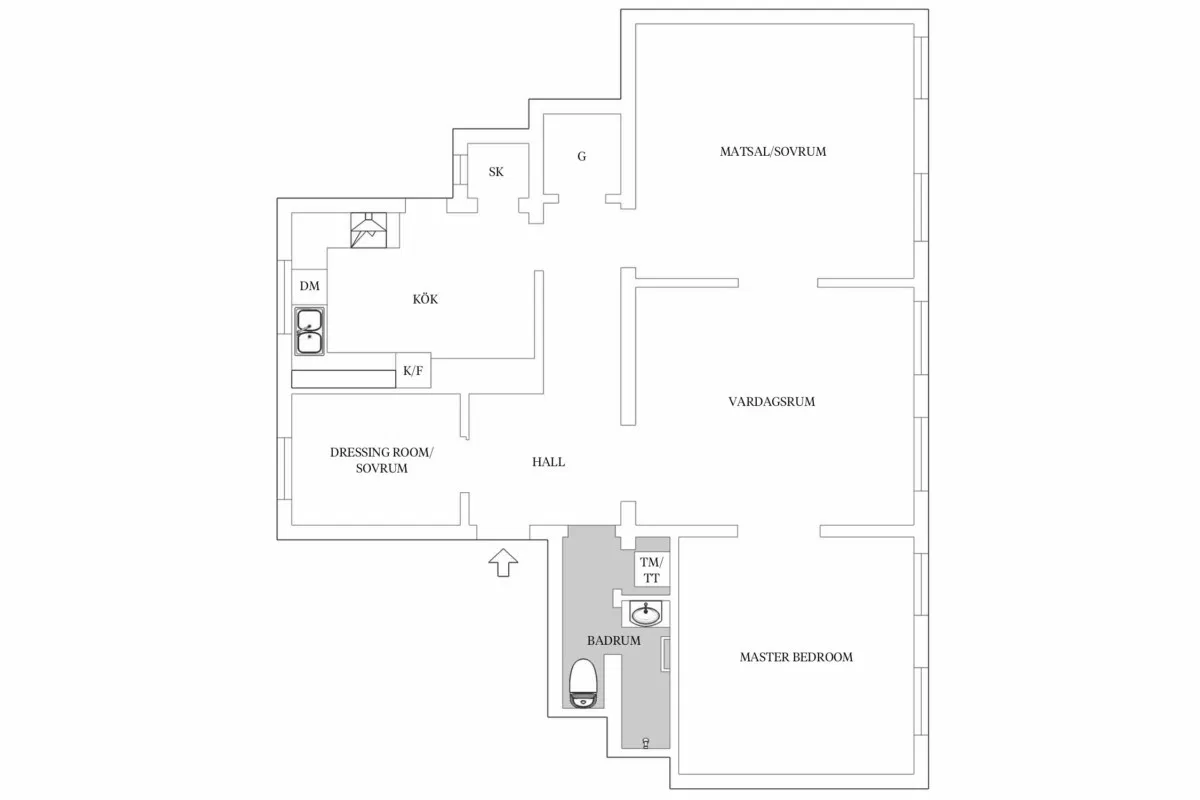 MATSAL/SOVRUM
G
SK
DM
KÖK
K/F
VARDAGSRUM
DRESSING ROOM/
SOVRUM
HALL
TM/
TT
BADRUM
MASTER BEDROOM